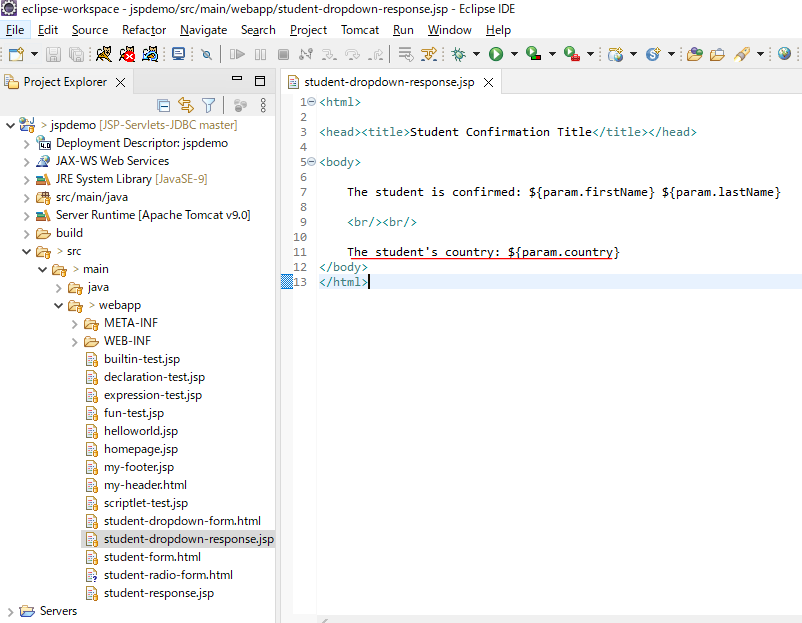 eclipse-workspace - jspdemo/src/main/webapp/student-dropdown-response.jsp - Eclipse IDE
File Edit Source Refactor Navigate Search Project Tomcat Run Window Help
Project Explorer
> jspdemo [JSP-Servlets-JDBC master]
Deployment Descriptor: jspdemo
JAX-WS Web Services
JRE System Library [JavaSE-9]
src/main/java
Server Runtime [Apache Tomcat v9.0]
build
> src
> main
java
> webapp
META-INF
WEB-INF
builtin-test.jsp
declaration-test.jsp
expression-test.jsp
fun-test.jsp
helloworld.jsp
homepage.jsp
my-footer.jsp
my-header.html
scriptlet-test.jsp
student-dropdown-form.html
student-dropdown-response.jsp
student-form.html
student-radio-form.html
student-response.jsp
Servers
student-dropdown-response.jsp
1 <html>
2
3 <head><title>Student Confirmation Title</title></head>
4
5 <body>
6
7 The student is confirmed: ${param.firstName} ${param.lastName}
8
9 <br/><br/>
10
11 The student's country: ${param.country}
12 </body>
13 </html>